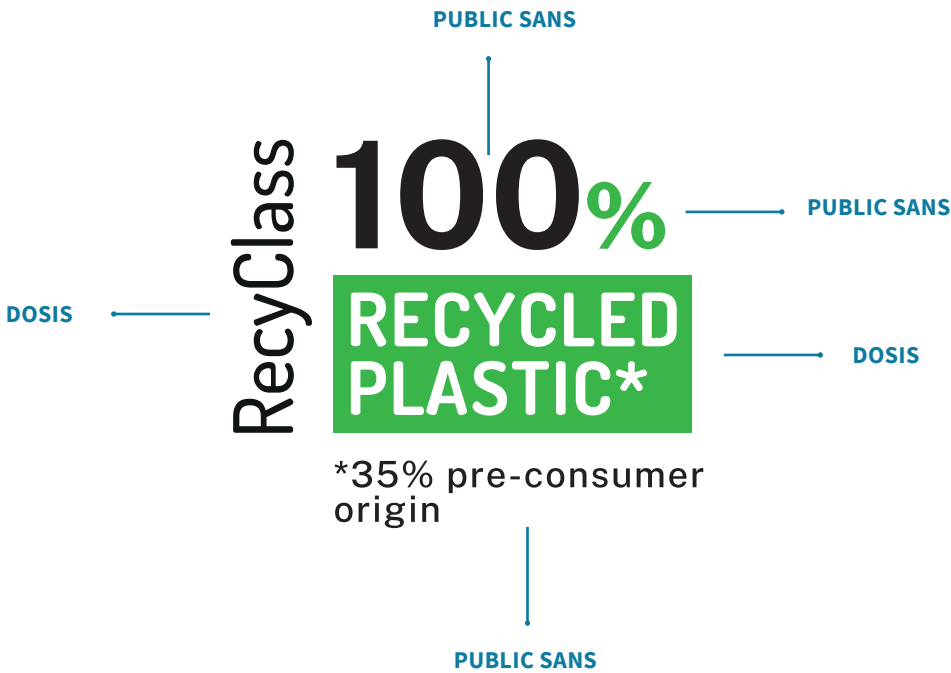 PUBLIC SANS
RecyClass
100%
PUBLIC SANS
DOSIS
RECYCLED
PLASTIC*
DOSIS
*35% pre-consumer
origin
PUBLIC SANS